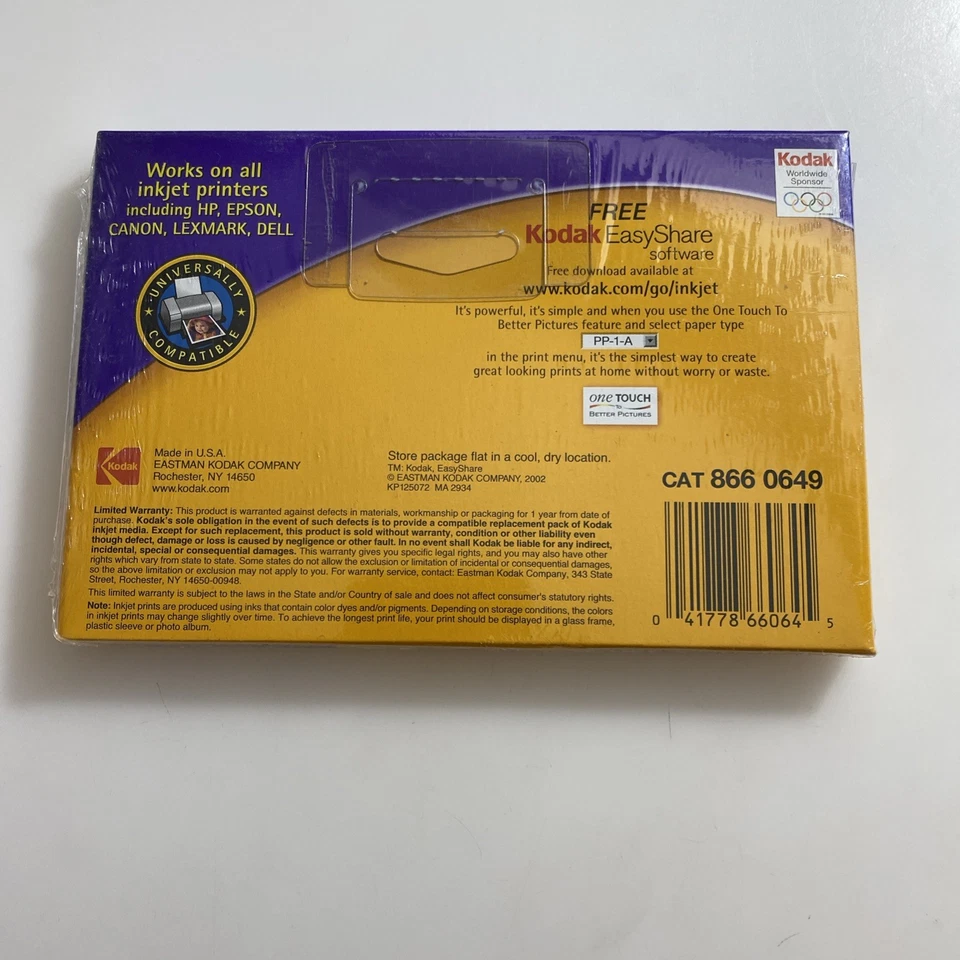 Works on all
inkjet printers
including HP, EPSON,
CANON, LEXMARK, DELL
UNIVERSALLY
COMPATIBLE
Kodak
Worldwide
Sponsor
FREE
Kodak EasyShare
software
Free download available at
www.kodak.com/go/inkjet
It's powerful, it's simple and when you use the One Touch To
Better Pictures feature and select paper type
PP-1-A
in the print menu, it's the simplest way to create
great looking prints at home without worry or waste.
one TOUCH
to
BETTER PICTURES
Kodak
Made in U.S.A.
EASTMAN KODAK COMPANY
Rochester, NY 14650
www.kodak.com
Store package flat in a cool, dry location.
TM: Kodak, EasyShare
© EASTMAN KODAK COMPANY, 2002
KP125072 MA 2934
CAT 866 0649
Limited Warranty: This product is warranted against defects in materials, workmanship or packaging for 1 year from date of
purchase. Kodak's sole obligation in the event of such defects is to provide a compatible replacement pack of Kodak
inkjet media. Except for such replacement, this product is sold without warranty, condition or other liability even
though defect, damage or loss is caused by negligence or other fault. In no event shall Kodak be liable for any indirect,
incidental, special or consequential damages. This warranty gives you specific legal rights, and you may also have other
rights which vary from state to state. Some states do not allow the exclusion or limitation of incidental or consequential damages,
so the above limitation or exclusion may not apply to you. For warranty service, contact: Eastman Kodak Company, 343 State
Street, Rochester, NY 14650-00948.
This limited warranty is subject to the laws in the State and/or Country of sale and does not affect consumer's statutory rights.
Note: Inkjet prints are produced using inks that contain color dyes and/or pigments. Depending on storage conditions, the colors
in inkjet prints may change slightly over time. To achieve the longest print life, your print should be displayed in a glass frame,
plastic sleeve or photo album.
0 41778 66064 5